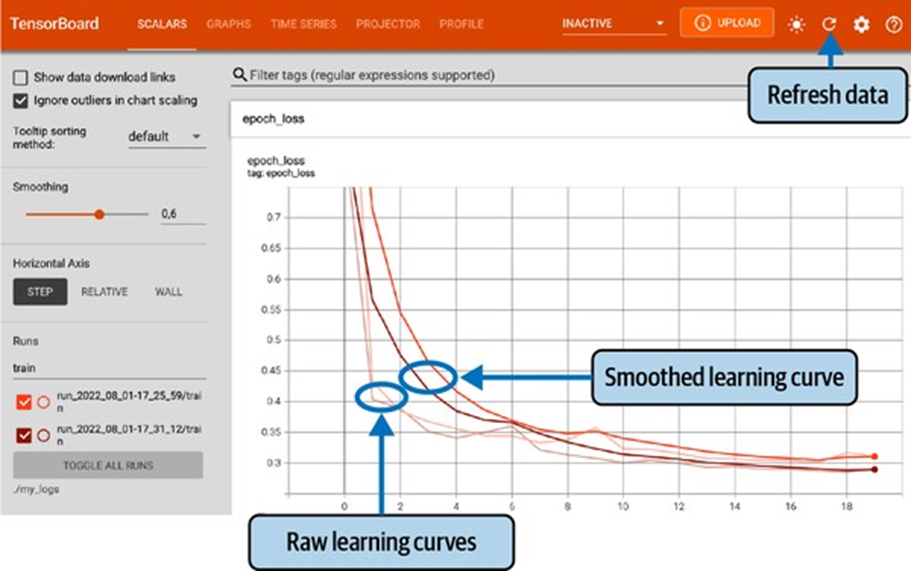 TensorBoard
SCALARS
GRAPHS
TIME SERIES
PROJECTOR
PROFILE
INACTIVE
UPLOAD
Refresh data
Show data download links
Ignore outliers in chart scaling
Tooltip sorting
method:
default
Smoothing
0,6
Horizontal Axis
STEP
RELATIVE
WALL
Runs
train
run_2022_08_01-17_25_59/trai
n
run_2022_08_01-17_31_12/trai
n
TOGGLE ALL RUNS
./my_logs
Filter tags (regular expressions supported)
epoch_loss
epoch_loss
tag: epoch_loss
0.7
0.65
0.6
0.55
0.5
0.45
0.4
0.35
0.3
0
2
4
6
8
10
12
14
16
18
Smoothed learning curve
Raw learning curves